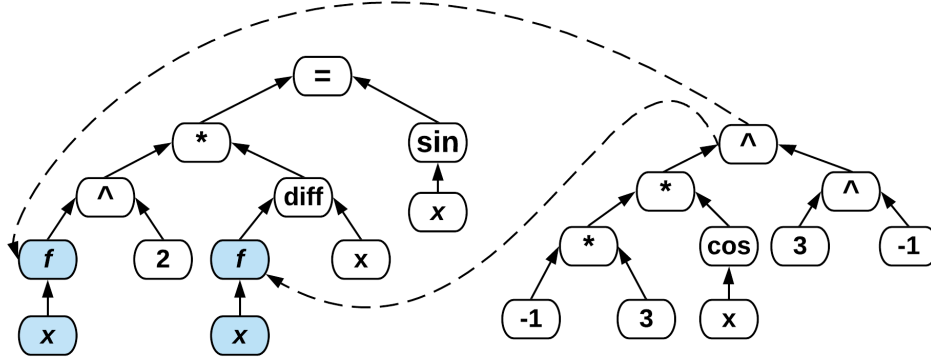 =
* sin ^
^ diff x * ^
f 2 f x * cos 3 -1
x x -1 3 x